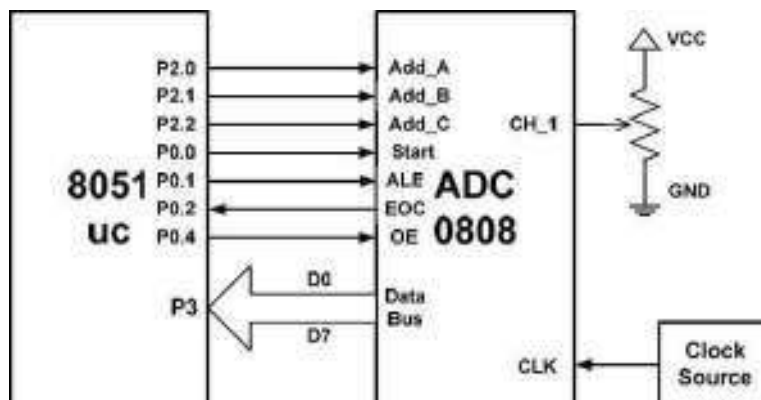 P2.0
P2.1
P2.2
P0.0
P0.1
P0.2
P0.4
8051
uc
P3
D0
D7
Add_A
Add_B
Add_C
Start
ALE
EOC
OE
ADC
0808
Data
Bus
CH_1
CLK
VCC
GND
Clock
Source